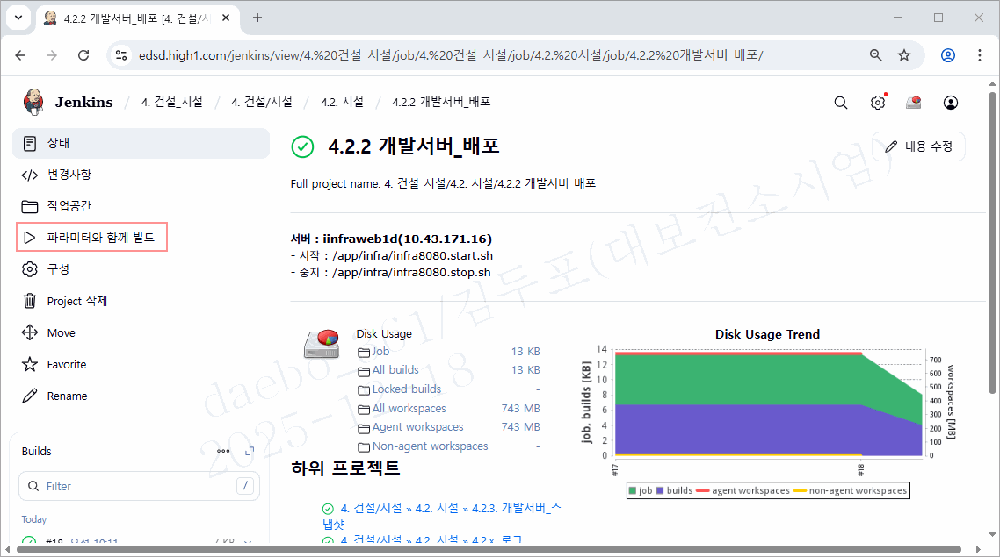 4.2.2 개발서버_배포 [4. 건설/시
edsd.high1.com/jenkins/view/4.%20건설_시설/job/4.%20건설_시설/job/4.2.%20시설/job/4.2.2%20개발서버_배포/
Jenkins / 4. 건설_시설 / 4. 건설/시설 / 4.2. 시설 / 4.2.2 개발서버_배포
상태
변경사항
작업공간
파라미터와 함께 빌드
구성
Project 삭제
Move
Favorite
Rename
Builds
Filter /
Today
#18 오전 10:11 7 KB
4.2.2 개발서버_배포
내용 수정
Full project name: 4. 건설_시설/4.2. 시설/4.2.2 개발서버_배포
서버 : iinfraweb1d(10.43.171.16)
- 시작 : /app/infra/infra8080.start.sh
- 중지 : /app/infra/infra8080.stop.sh
Disk Usage
Job 13 KB
All builds 13 KB
Locked builds -
All workspaces 743 MB
Agent workspaces 743 MB
Non-agent workspaces -
Disk Usage Trend
job, builds [KB]
14
12
10
8
6
4
2
0
700
600
500
400
300
200
100
0
workspaces [MB]
#17
#18
job builds agent workspaces non-agent workspaces
하위 프로젝트
4. 건설/시설 » 4.2. 시설 » 4.2.3. 개발서버_스
냅샷
4. 건설/시설 » 4.2. 시설 » 4.2.x. 로그
daebo_361/김두포(대보컨소시엄)
2025-12-18